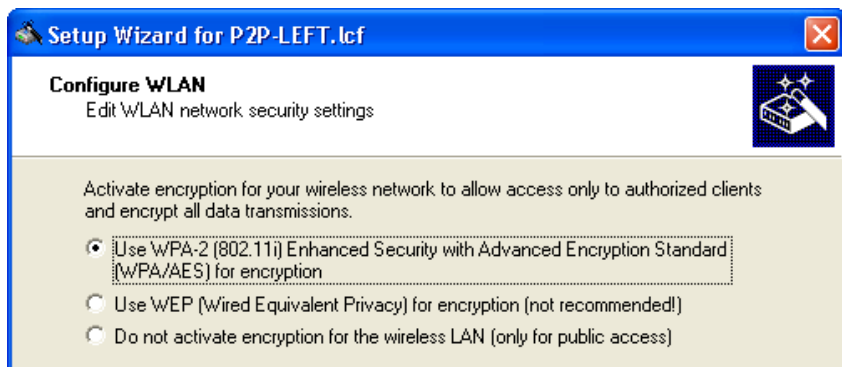 Setup Wizard for P2P-LEFT.lcf
Configure WLAN
Edit WLAN network security settings
Activate encryption for your wireless network to allow access only to authorized clients
and encrypt all data transmissions.
Use WPA-2 (802.11i) Enhanced Security with Advanced Encryption Standard
(WPA/AES) for encryption
Use WEP (Wired Equivalent Privacy) for encryption (not recommended!)
Do not activate encryption for the wireless LAN (only for public access)